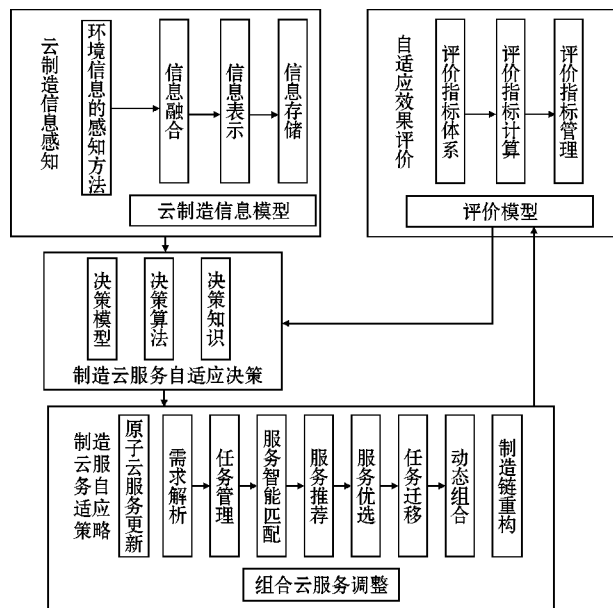 云制造信息感知
环境信息的感知方法
信息融合
信息表示
信息存储
云制造信息模型
自适应效果评价
评价指标体系
评价指标计算
评价指标管理
评价模型
决策模型
决策算法
决策知识
制造云服务自适应决策
制造
云服
务自
适应
策略
原子云服务更新
需求解析
任务管理
服务智能匹配
服务推荐
服务优选
任务迁移
动态组合
制造链重构
组合云服务调整